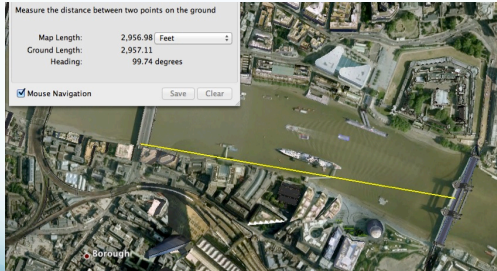 Measure the distance between two points on the ground
Map Length: 2,956.98 Feet
Ground Length: 2,957.11
Heading: 99.74 degrees
Mouse Navigation Save Clear
Borough